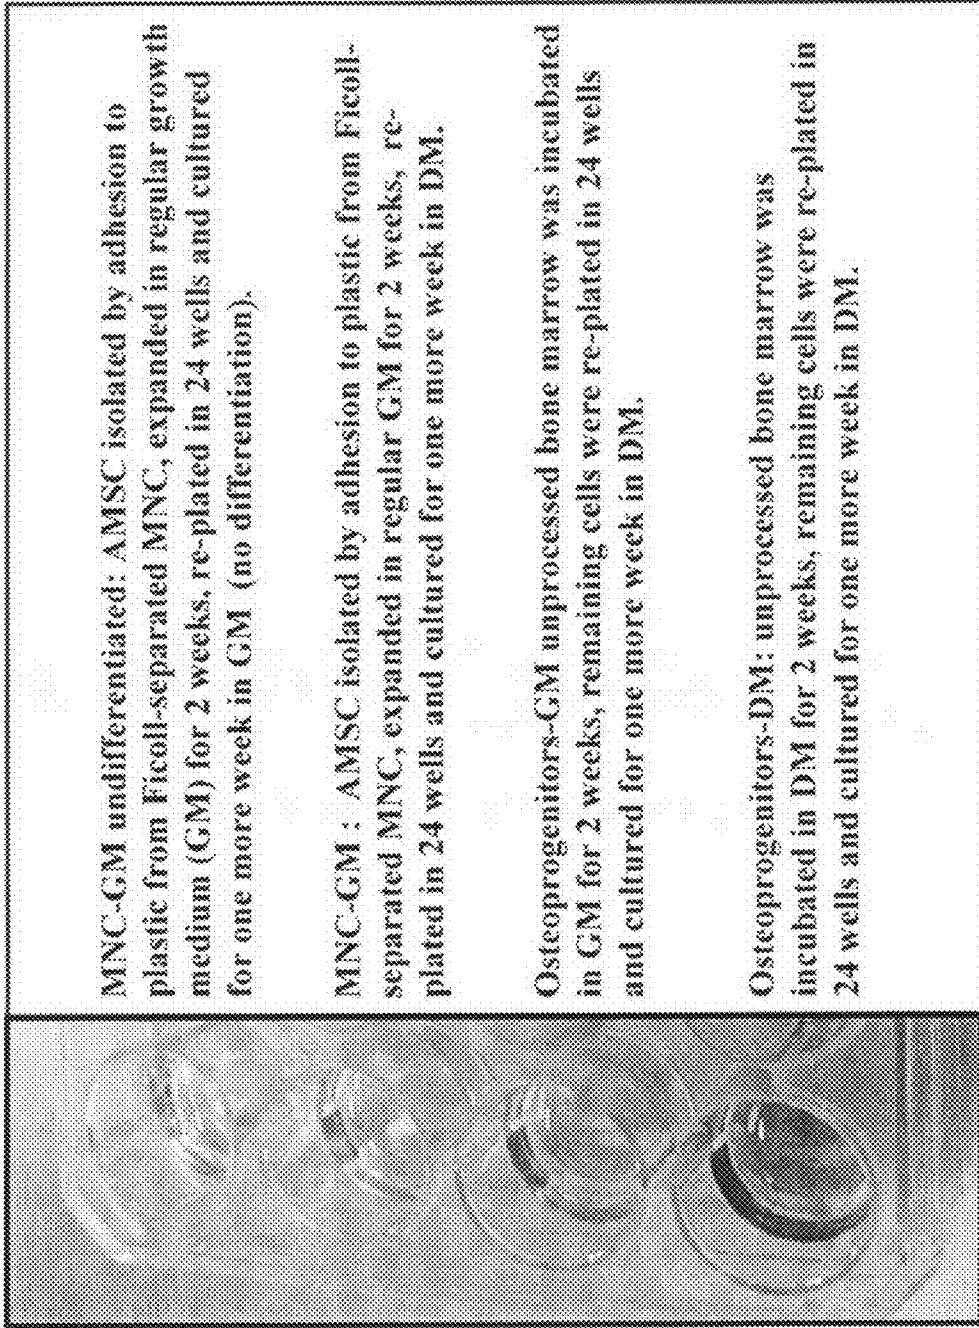 MNC-GM undifferentiated: AMSC isolated by adhesion to
plastic from Ficoll-separated MNC, expanded in regular growth
medium (GM) for 2 weeks, re-plated in 24 wells and cultured
for one more week in GM (no differentiation).
MNC-GM : AMSC isolated by adhesion to plastic from Ficoll-
separated MNC, expanded in regular GM for 2 weeks, re-
plated in 24 wells and cultured for one more week in DM.
Osteoprogenitors-GM unprocessed bone marrow was incubated
in GM for 2 weeks, remaining cells were re-plated in 24 wells
and cultured for one more week in DM.
Osteoprogenitors-DM: unprocessed bone marrow was
incubated in DM for 2 weeks, remaining cells were re-plated in
24 wells and cultured for one more week in DM.